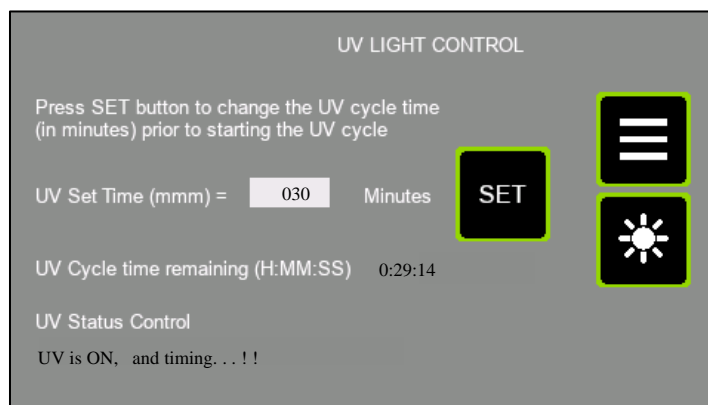 UV LIGHT CONTROL
Press SET button to change the UV cycle time
(in minutes) prior to starting the UV cycle
UV Set Time (mmm) = 030 Minutes SET
UV Cycle time remaining (H:MM:SS) 0:29:14
UV Status Control
UV is ON, and timing. . . ! !